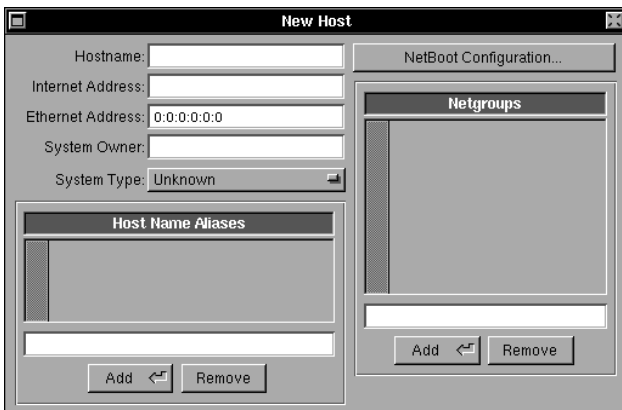 New Host
Hostname:
Internet Address:
Ethernet Address: 0:0:0:0:0:0
System Owner:
System Type: Unknown
Host Name Aliases
Add
Remove
NetBoot Configuration...
Netgroups
Add
Remove